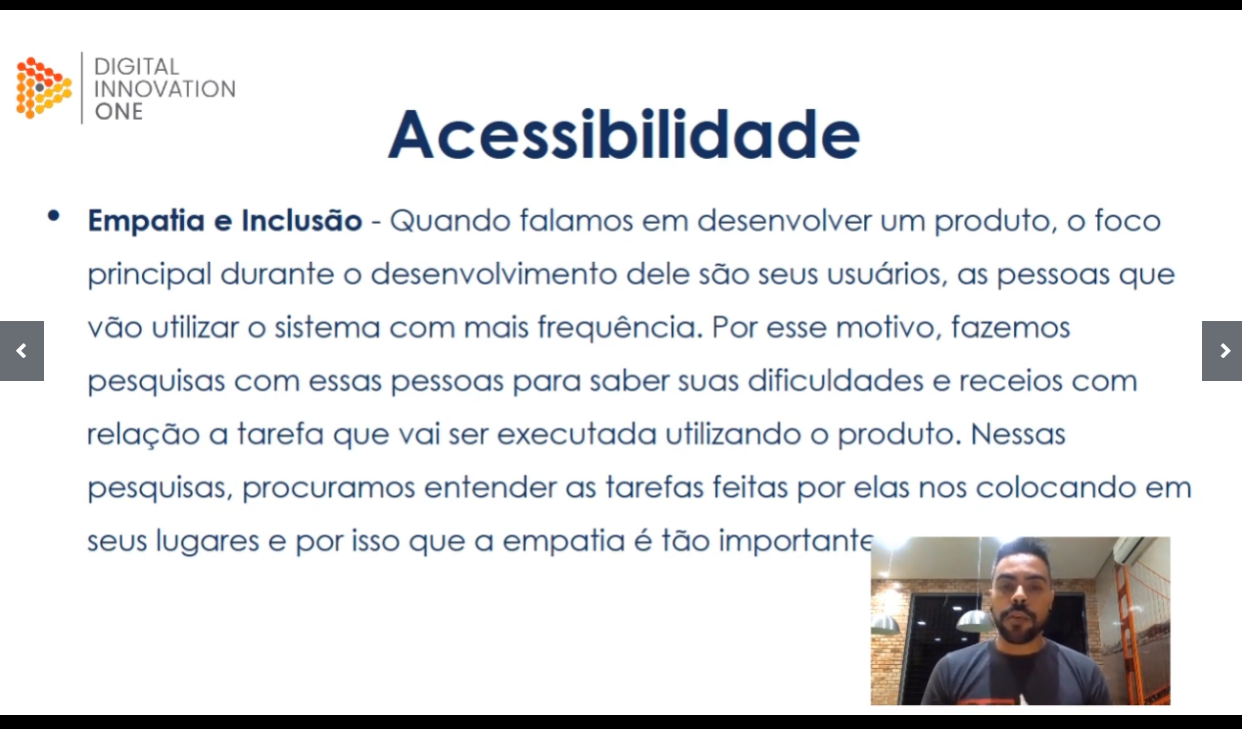 DIGITAL
INNOVATION
ONE
Acessibilidade
• Empatia e Inclusão - Quando falamos em desenvolver um produto, o foco
principal durante o desenvolvimento dele são seus usuários, as pessoas que
vão utilizar o sistema com mais frequência. Por esse motivo, fazemos
pesquisas com essas pessoas para saber suas dificuldades e receios com
relação a tarefa que vai ser executada utilizando o produto. Nessas
pesquisas, procuramos entender as tarefas feitas por elas nos colocando em
seus lugares e por isso que a empatia é tão importante